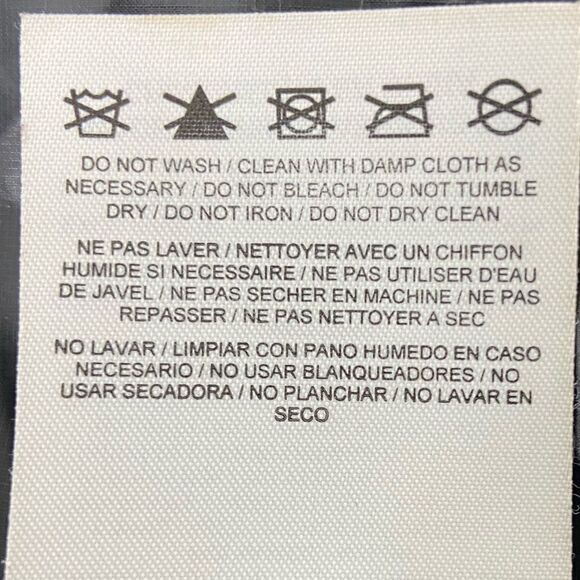 DO NOT WASH / CLEAN WITH DAMP CLOTH AS
NECESSARY / DO NOT BLEACH / DO NOT TUMBLE
DRY / DO NOT IRON / DO NOT DRY CLEAN
NE PAS LAVER / NETTOYER AVEC UN CHIFFON
HUMIDE SI NECESSAIRE / NE PAS UTILISER D'EAU
DE JAVEL / NE PAS SECHER EN MACHINE / NE PAS
REPASSER / NE PAS NETTOYER A SEC
NO LAVAR / LIMPIAR CON PANO HUMEDO EN CASO
NECESARIO / NO USAR BLANQUEADORES / NO
USAR SECADORA / NO PLANCHAR / NO LAVAR EN
SECO